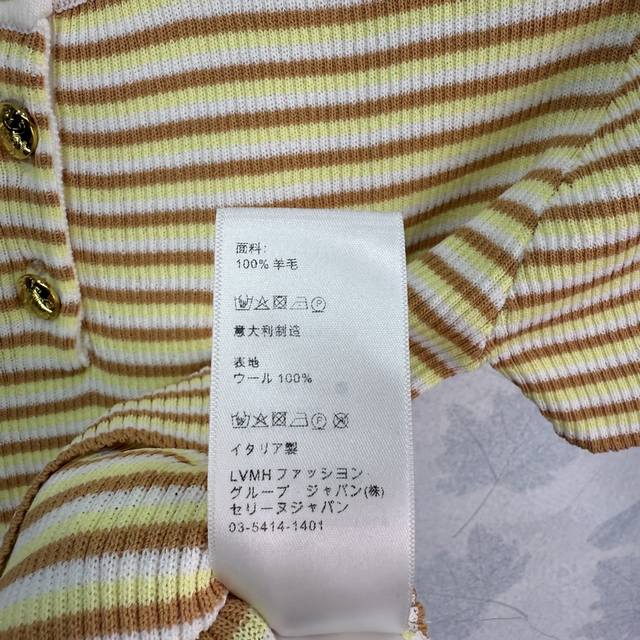 面料:
100% 羊毛
意大利制造
表地
ウール 100%
イタリア製
LVMH ファッション
グループ ジャパン(株)
セリーヌジャパン
03-5414-1401